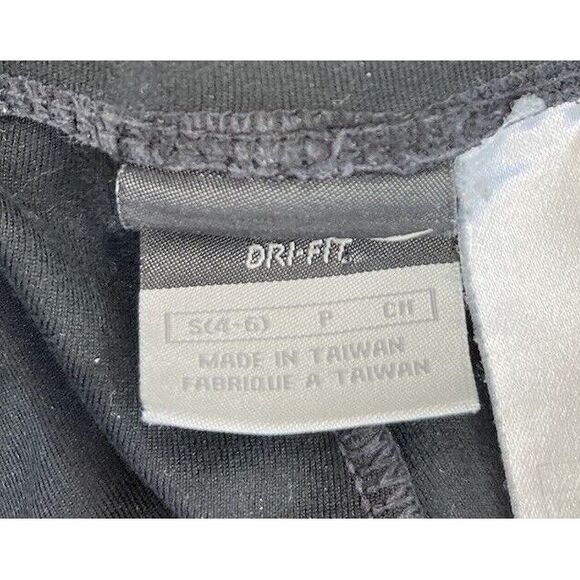 DRI-FIT
S(4-6) P CH
MADE IN TAIWAN
FABRIQUE A TAIWAN